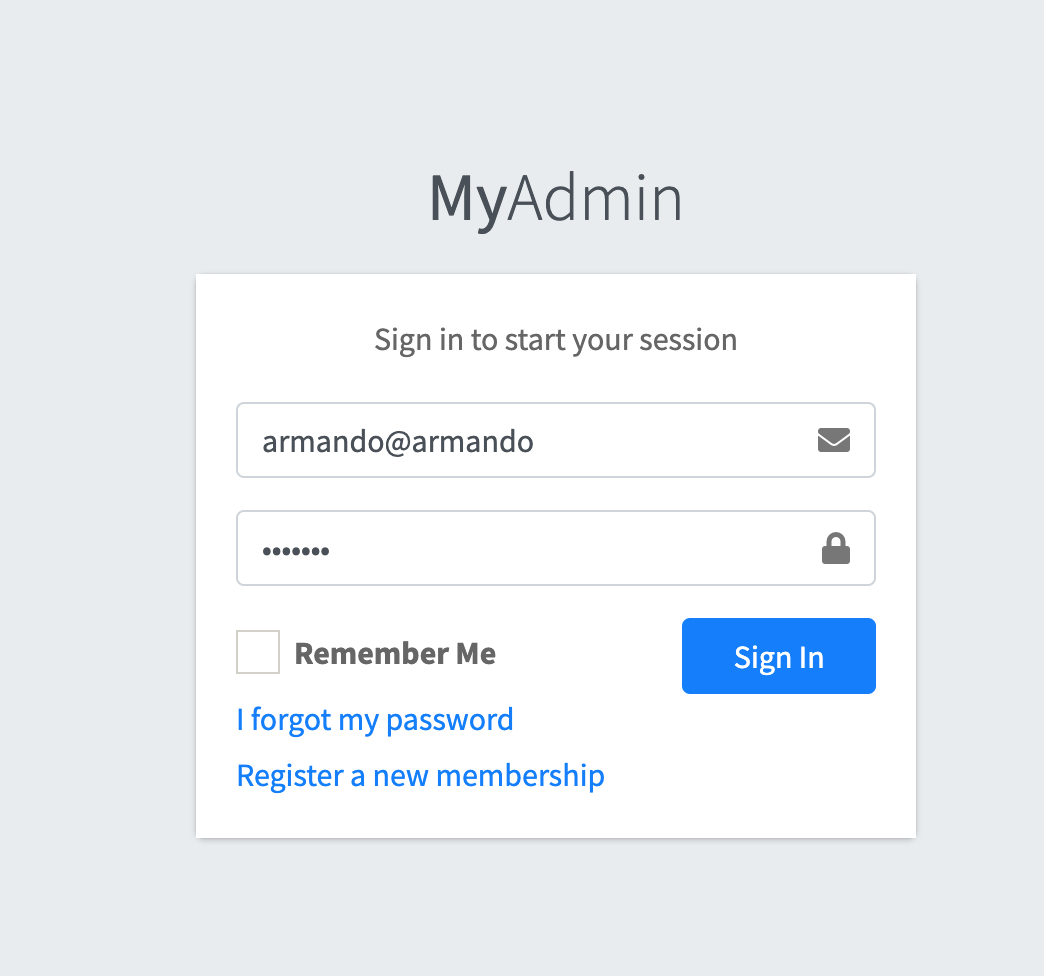 MyAdmin
Sign in to start your session
armando@armando
•••••••
Remember Me
Sign In
I forgot my password
Register a new membership